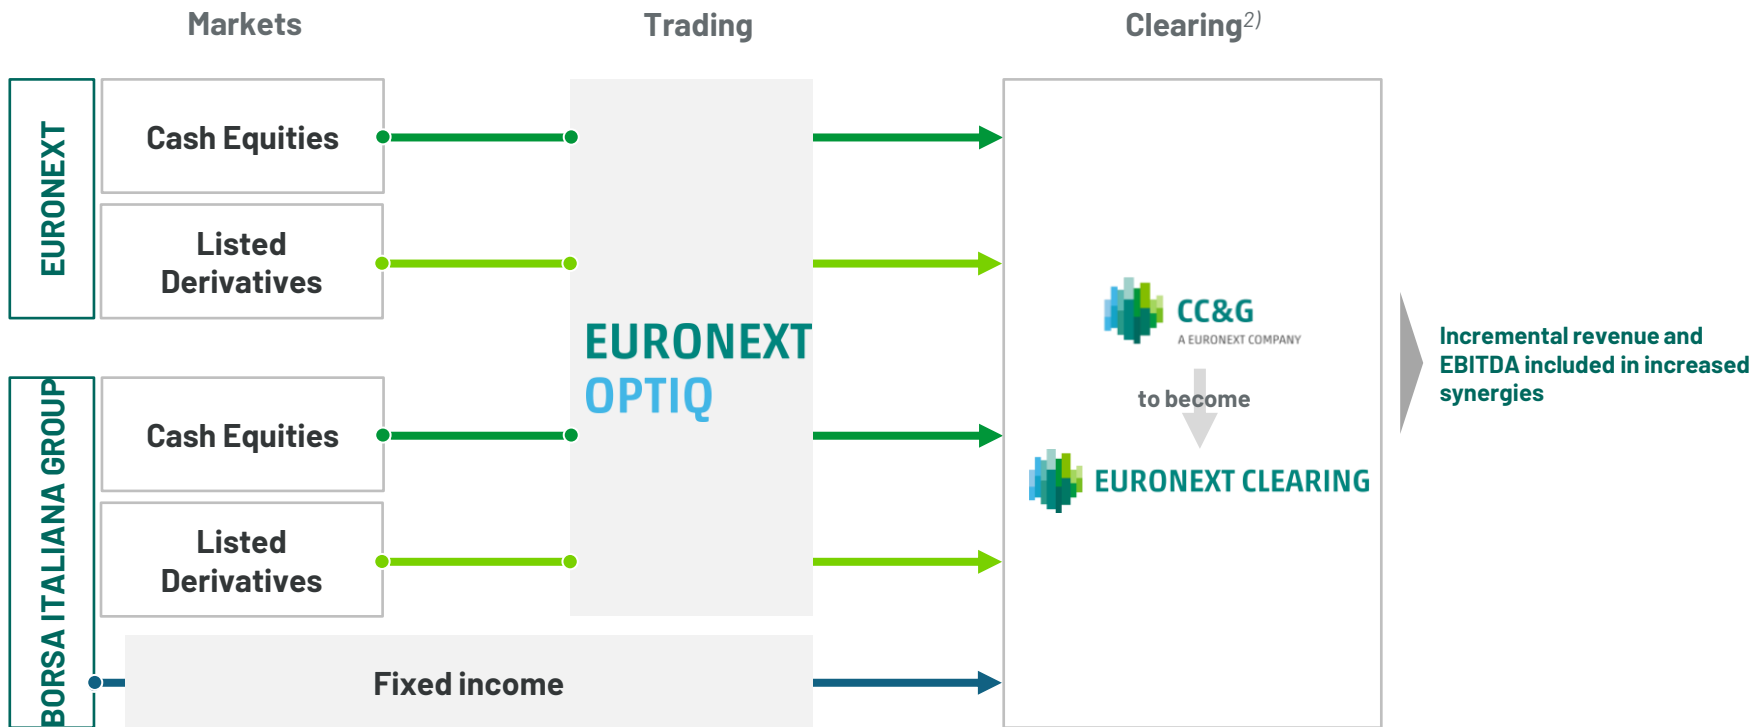 Markets
Trading
Clearing2)
EURONEXT
Cash Equities
Listed
Derivatives
BORSA ITALIANA GROUP
Cash Equities
Listed
Derivatives
Fixed income
EURONEXT
OPTIQ
CC&G
A EURONEXT COMPANY
to become
EURONEXT CLEARING
Incremental revenue and
EBITDA included in increased
synergies